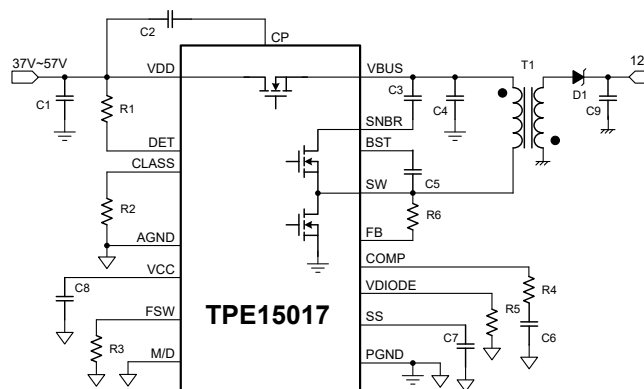 C2
CP
37V~57V
VDD
VBUS
T1
12
C1
R1
C3
C4
D1
C9
SNBR
DET
BST
CLASS
C5
SW
R2
R6
AGND
FB
COMP
VCC
C8
R4
VDIODE
TPE15017
R5
FSW
SS
C7
C6
R3
M/D
PGND